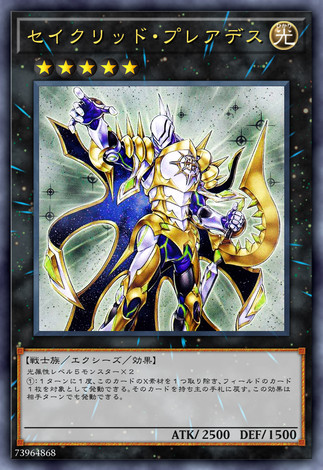 セイクリッド・プレアデス
光
【戦士族／エクシーズ／効果】
光属性レベル５モンスター×２
①：１ターンに１度、このカードのX素材を１つ取り除き、フィールドのカード
１枚を対象として発動できる。そのカードを持ち主の手札に戻す。この効果は
相手ターンでも発動できる。
ATK/ 2500 DEF/1500
73964868